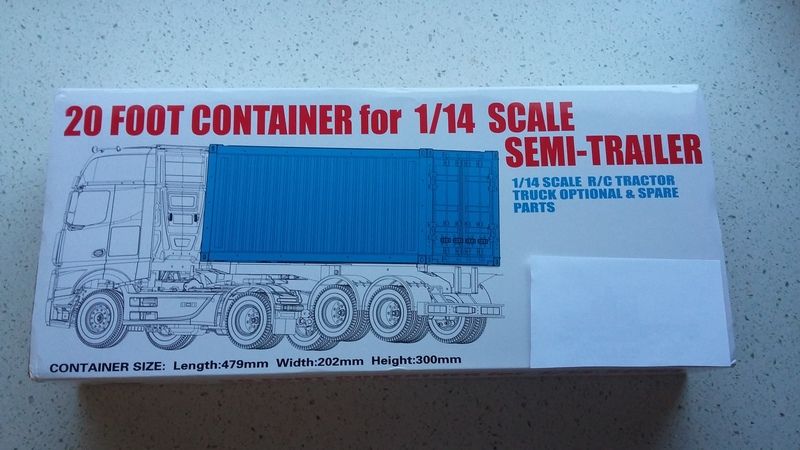 20 FOOT CONTAINER for 1/14 SCALE
SEMI-TRAILER
1/14 SCALE R/C TRACTOR
TRUCK OPTIONAL & SPARE
PARTS
CONTAINER SIZE: Length:479mm Width:202mm Height:300mm